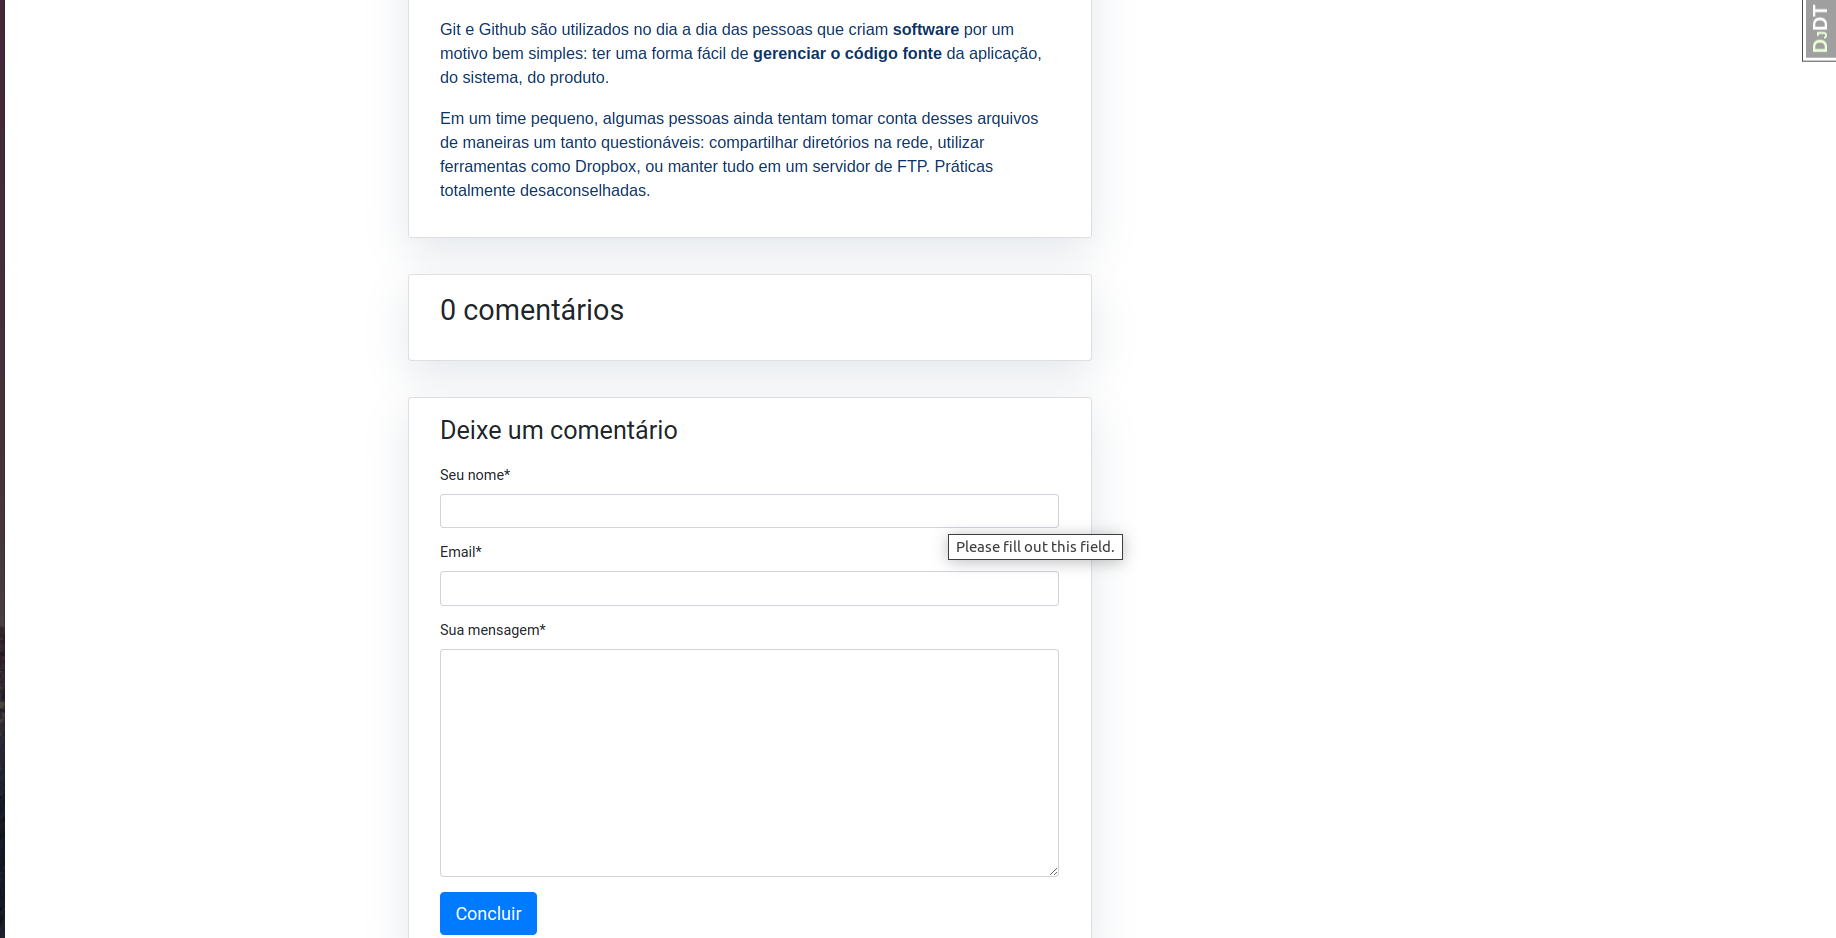 Git e Github são utilizados no dia a dia das pessoas que criam software por um
motivo bem simples: ter uma forma fácil de gerenciar o código fonte da aplicação,
do sistema, do produto.
Em um time pequeno, algumas pessoas ainda tentam tomar conta desses arquivos
de maneiras um tanto questionáveis: compartilhar diretórios na rede, utilizar
ferramentas como Dropbox, ou manter tudo em um servidor de FTP. Práticas
totalmente desaconselhadas.
0 comentários
Deixe um comentário
Seu nome*
Please fill out this field.
Email*
Sua mensagem*
Concluir
DJDT